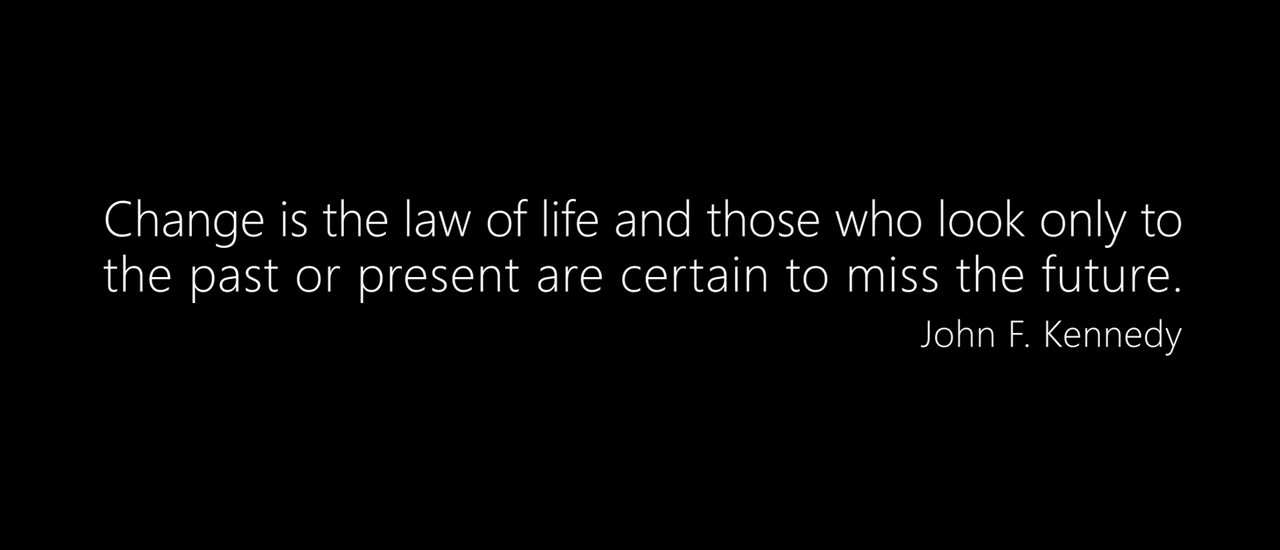 Change is the law of life and those who look only to
the past or present are certain to miss the future.
John F. Kennedy